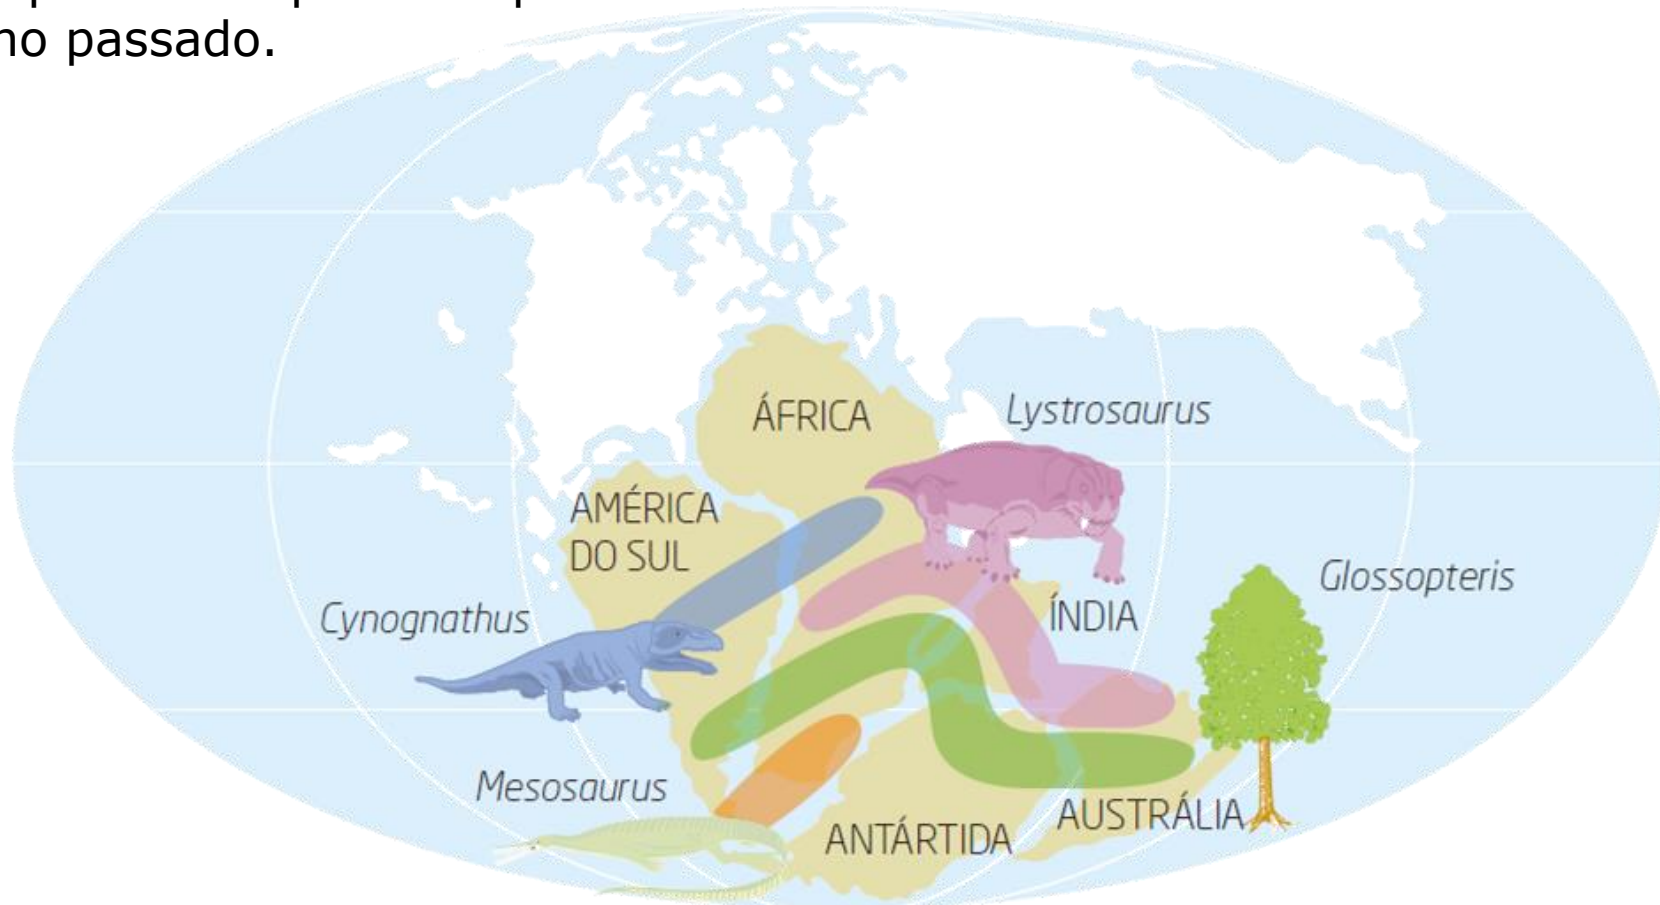 no passado.
ÁFRICA
Lystrosaurus
AMÉRICA
DO SUL
Glossopteris
Cynognathus
ÍNDIA
Mesosaurus
AUSTRÁLIA
ANTÁRTIDA